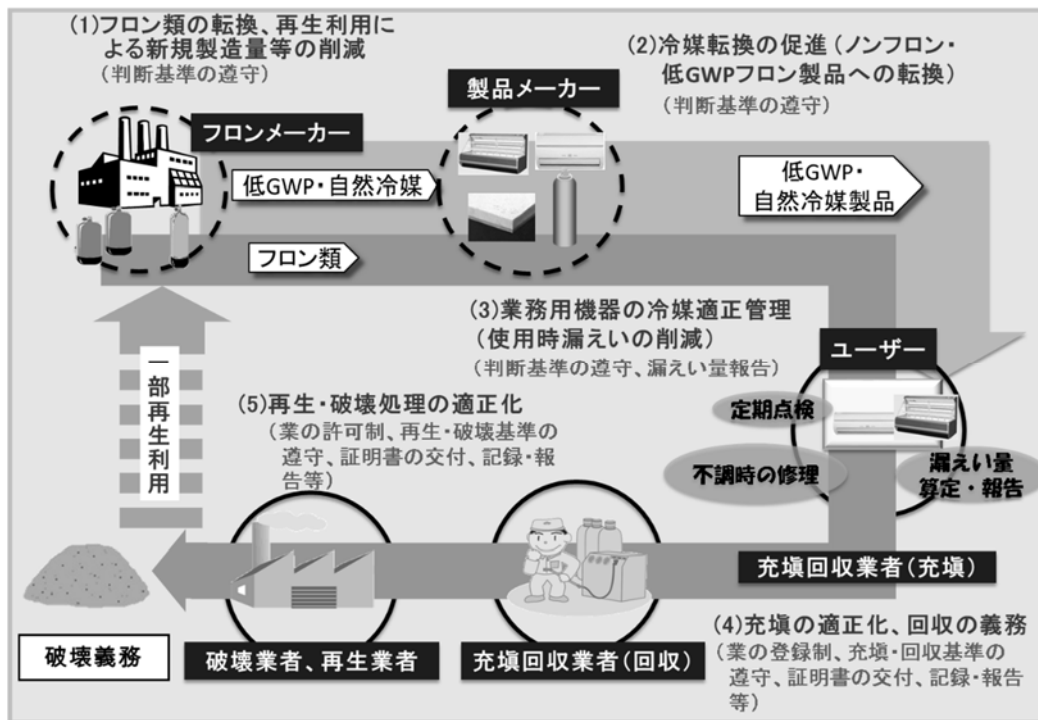 (1)フロン類の転換、再生利用に
よる新規製造量等の削減
(判断基準の遵守)
(2)冷媒転換の促進(ノンフロン・
低GWPフロン製品への転換)
(判断基準の遵守)
製品メーカー
フロンメーカー
低GWP・自然冷媒
低GWP・
自然冷媒製品
フロン類
(3)業務用機器の冷媒適正管理
(使用時漏えいの削減)
(判断基準の遵守、漏えい量報告)
ユーザー
定期点検
不調時の修理
漏えい量
算定・報告
一部再生利用
(5)再生・破壊処理の適正化
(業の許可制、再生・破壊基準の
遵守、証明書の交付、記録・報
告等)
充塡回収業者(充塡)
(4)充塡の適正化、回収の義務
(業の登録制、充塡・回収基準の
遵守、証明書の交付、記録・報告
等)
破壊義務
破壊業者、再生業者
充塡回収業者(回収)